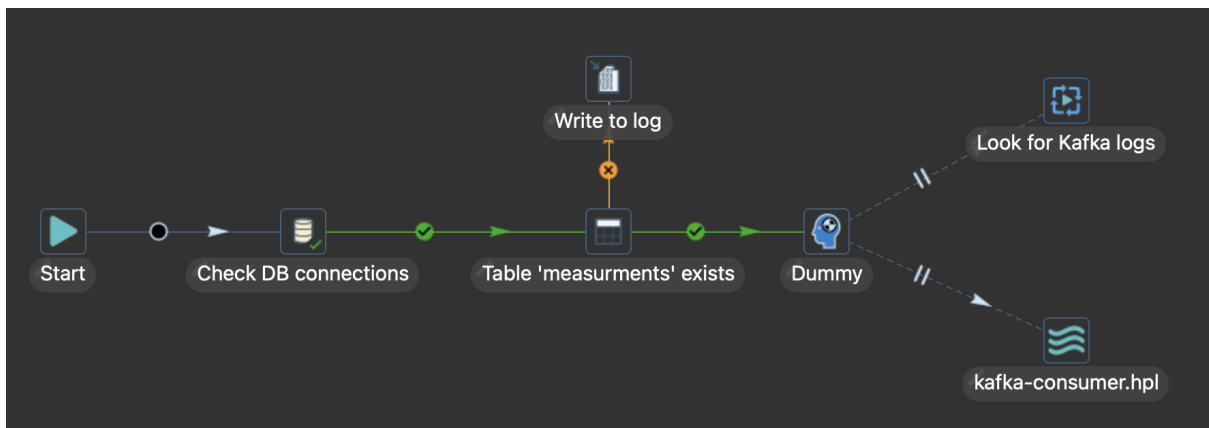 Write to log
Look for Kafka logs
Start
Check DB connections
Table 'measurments' exists
Dummy
kafka-consumer.hpl